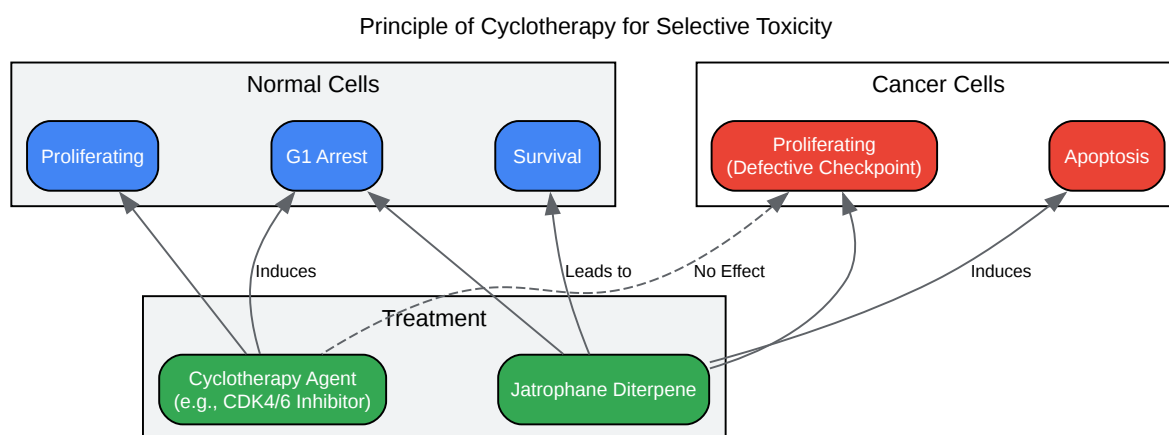 Principle of Cyclotherapy for Selective Toxicity
Normal Cells
Cancer Cells
Proliferating
G1 Arrest
Survival
Proliferating
(Defective Checkpoint)
Apoptosis
Induces
Leads to
No Effect
Induces
Treatment
Cyclotherapy Agent
(e.g., CDK4/6 Inhibitor)
Jatrophane Diterpene